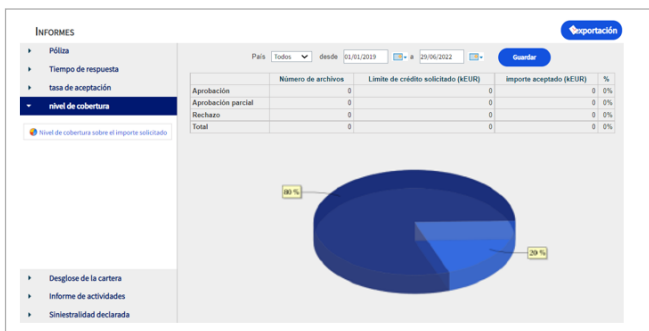 INFORMES
exportación
Póliza
Tiempo de respuesta
tasa de aceptación
nivel de cobertura
Nivel de cobertura sobre el importe solicitado
País Todos desde 01/01/2019 a 29/06/2022 Guardar
Número de archivos Límite de crédito solicitado (kEUR) importe aceptado (kEUR) %
Aprobación 0 0 0 0%
Aprobación parcial 0 0 0 0%
Rechazo 0 0 0 0%
Total 0 0 0 0%
80 %
20 %
Desglose de la cartera
Informe de actividades
Siniestralidad declarada